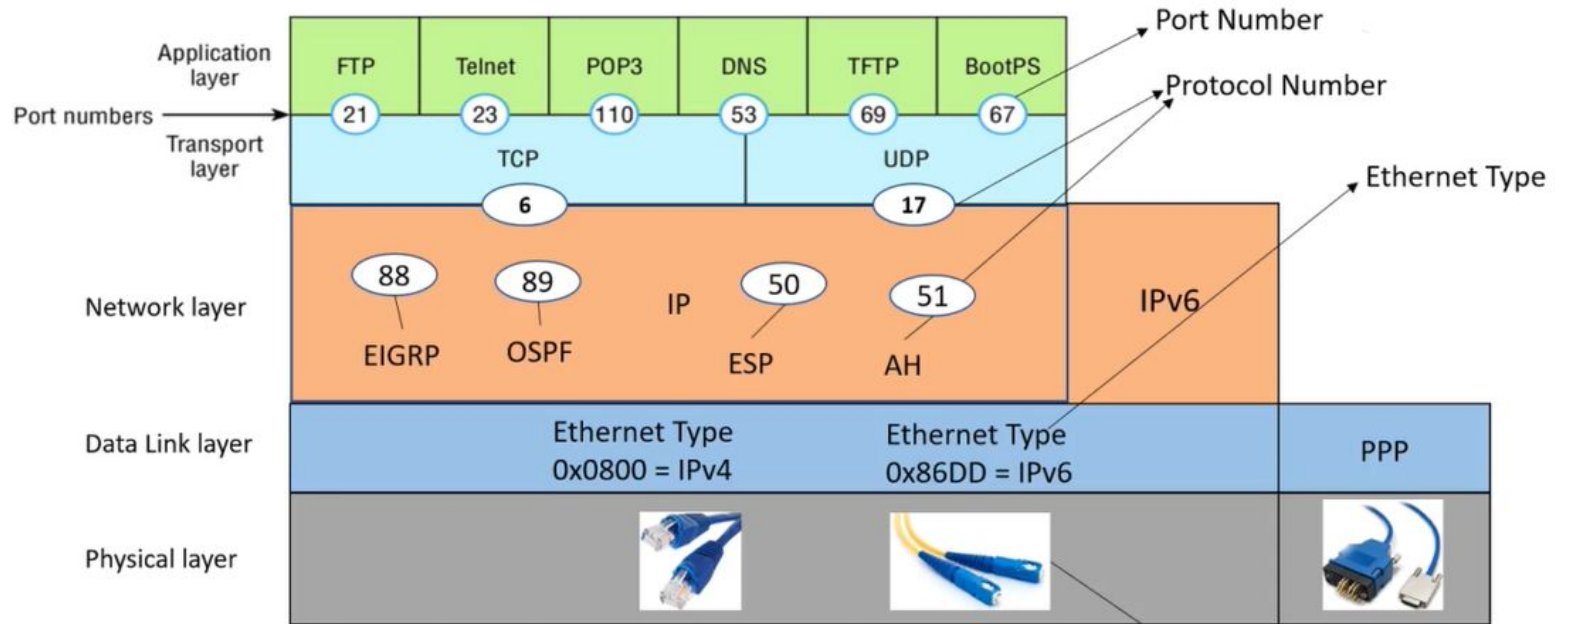 Port Number
Application
layer
FTP
Telnet
POP3
DNS
TFTP
BootPS
Protocol Number
Port numbers
21
23
110
53
69
67
Transport
layer
TCP
UDP
Ethernet Type
6
17
88
89
50
51
Network layer
IP
IPv6
EIGRP
OSPF
ESP
AH
Data Link layer
Ethernet Type
0x0800 = IPv4
Ethernet Type
0x86DD = IPv6
PPP
Physical layer